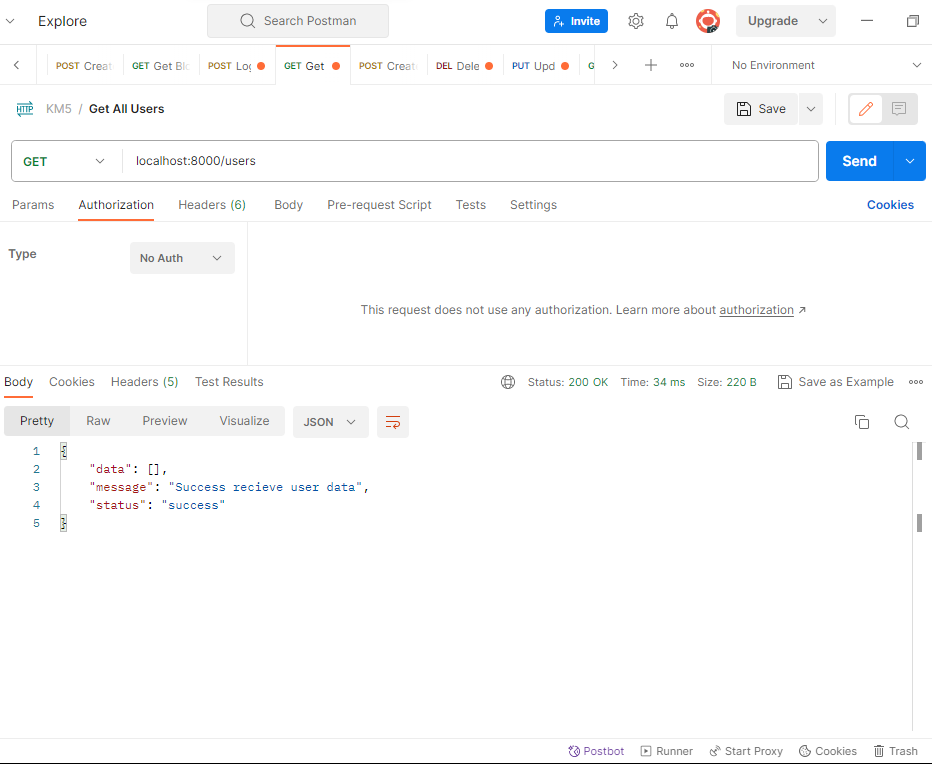 Explore
Search Postman
Invite
Upgrade
POST Creat
GET Get Blo
POST Log
GET Get
POST Create
DEL Dele
PUT Upd
G
No Environment
HTTP
KM5 / Get All Users
Save
GET
localhost:8000/users
Send
Params
Authorization
Headers (6)
Body
Pre-request Script
Tests
Settings
Cookies
Type
No Auth
This request does not use any authorization. Learn more about authorization ↗
Body
Cookies
Headers (5)
Test Results
Status: 200 OK
Time: 34 ms
Size: 220 B
Save as Example
Pretty
Raw
Preview
Visualize
JSON
1 {
2 "data": [],
3 "message": "Success recieve user data",
4 "status": "success"
5 }
Postbot
Runner
Start Proxy
Cookies
Trash